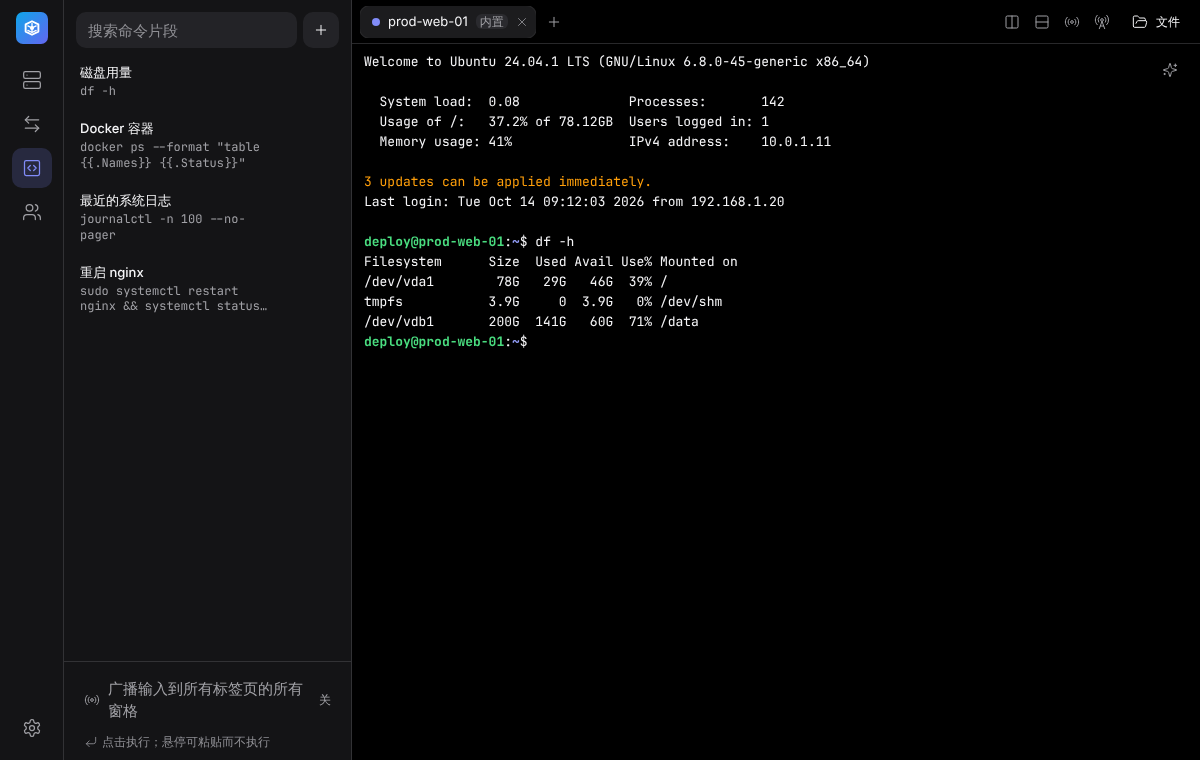 搜索命令片段
磁盘用量
df -h
Docker 容器
docker ps --format "table
{{.Names}} {{.Status}}"
最近的系统日志
journalctl -n 100 --no-
pager
重启 nginx
sudo systemctl restart
nginx && systemctl status…
广播输入到所有标签页的所有
窗格
关
点击执行；悬停可粘贴而不执行
prod-web-01 内置
文件
Welcome to Ubuntu 24.04.1 LTS (GNU/Linux 6.8.0-45-generic x86_64)
System load:  0.08              Processes:       142
Usage of /:   37.2% of 78.12GB  Users logged in: 1
Memory usage: 41%               IPv4 address:    10.0.1.11
3 updates can be applied immediately.
Last login: Tue Oct 14 09:12:03 2026 from 192.168.1.20
deploy@prod-web-01:~$ df -h
Filesystem      Size  Used Avail Use% Mounted on
/dev/vda1        78G   29G   46G  39% /
tmpfs           3.9G     0  3.9G   0% /dev/shm
/dev/vdb1       200G  141G   60G  71% /data
deploy@prod-web-01:~$